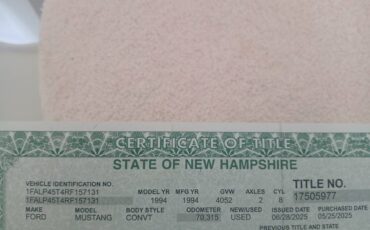 CERTIFICATE OF TITLE
STATE OF NEW HAMPSHIRE
VEHICLE IDENTIFICATION NO. MODEL YR MFG YR GVW AXLES CYL TITLE NO.
1FALP45T4RF157131
1FALP45T4RF157131 1994 1994 4052 2 8 17505977
MAKE MODEL BODY STYLE ODOMETER NEW/USED ISSUED DATE PURCHASED DATE
FORD MUSTANG CONVT 70,315 USED 06/28/2025 05/25/2025
PREVIOUS TITLE AND STATE